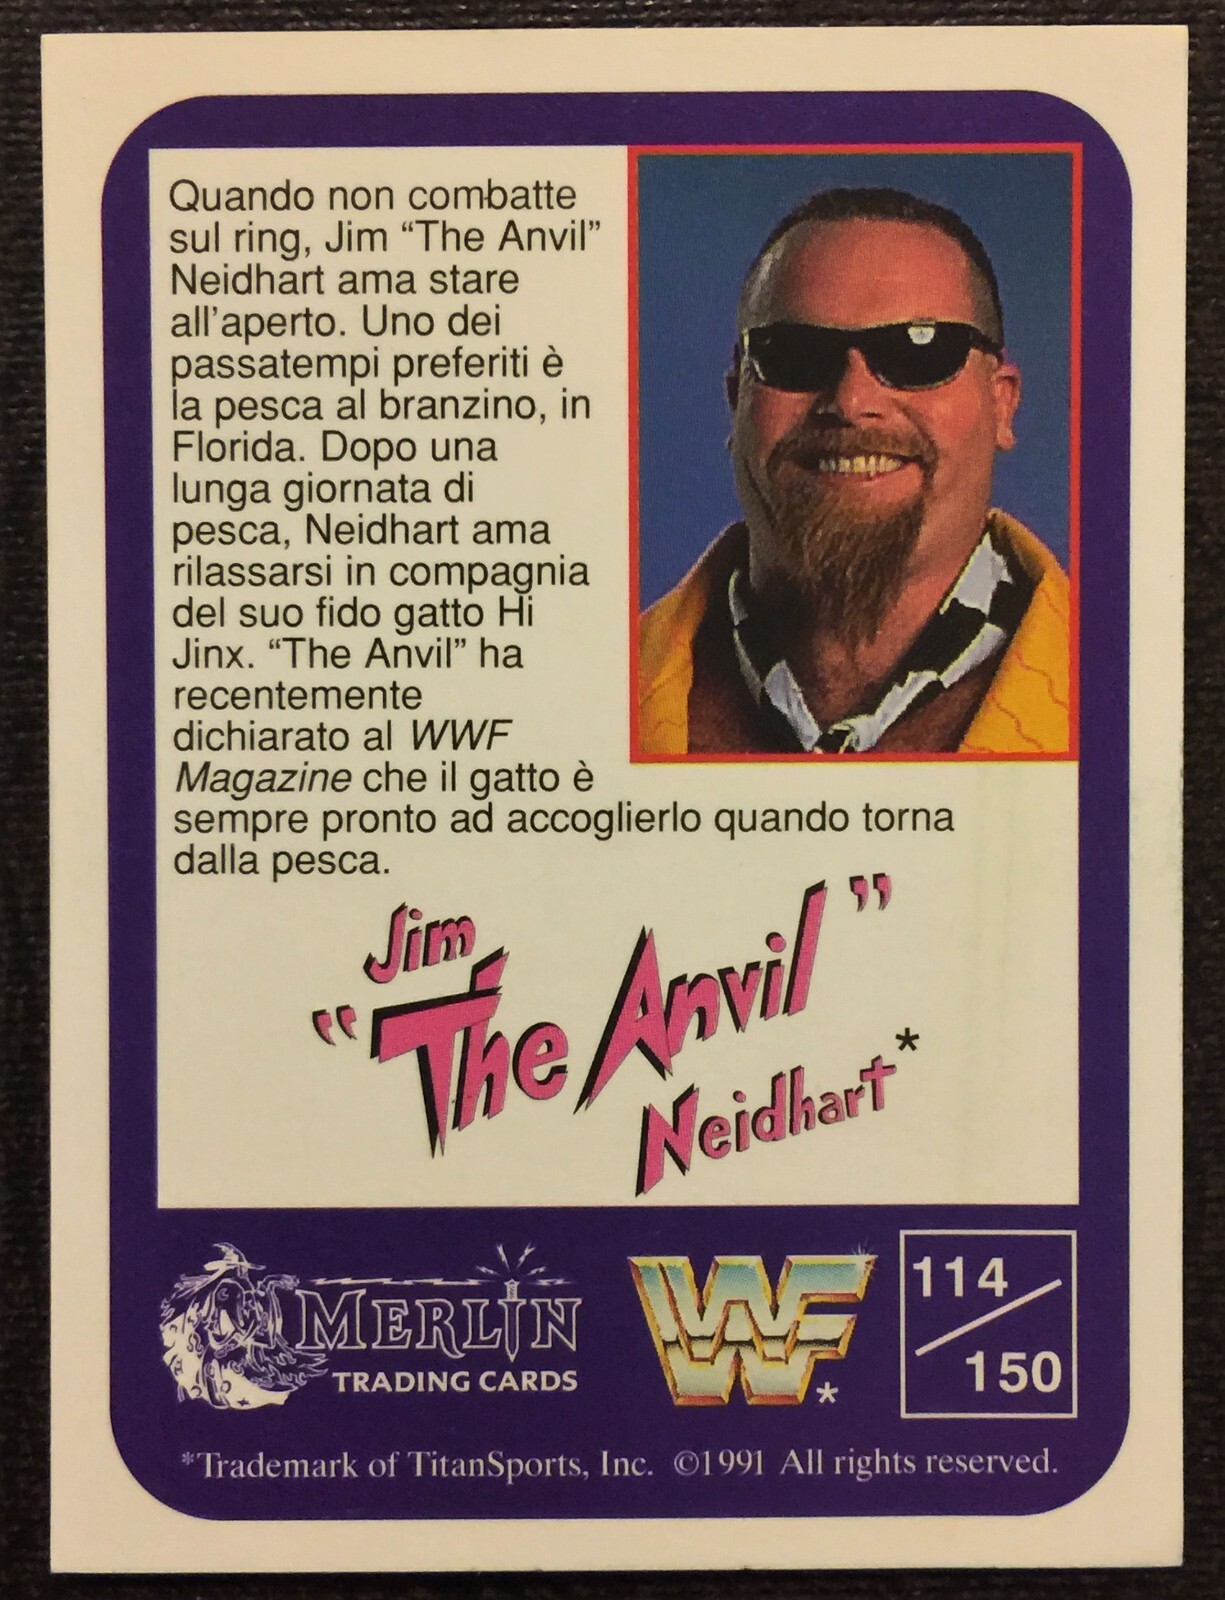 Quando non combatte
sul ring, Jim “The Anvil”
Neidhart ama stare
all'aperto. Uno dei
passatempi preferiti è
la pesca al branzino, in
Florida. Dopo una
lunga giornata di
pesca, Neidhart ama
rilassarsi in compagnia
del suo fido gatto Hi
Jinx. “The Anvil” ha
recentemente
dichiarato al WWF
Magazine che il gatto è
sempre pronto ad accoglierlo quando torna
dalla pesca.
Jim
“The Anvil”
Neidhart*
MERLIN
TRADING CARDS
WWF*
114/150
*Trademark of TitanSports, Inc. ©1991 All rights reserved.